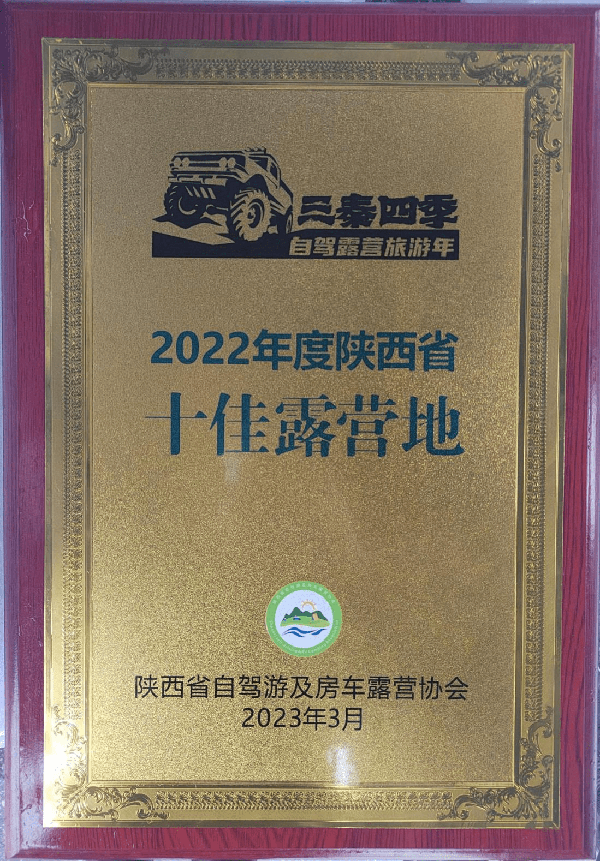 三秦四季
自驾露营旅游年
2022年度陕西省
十佳露营地
陕西省自驾游及房车露营协会
2023年3月